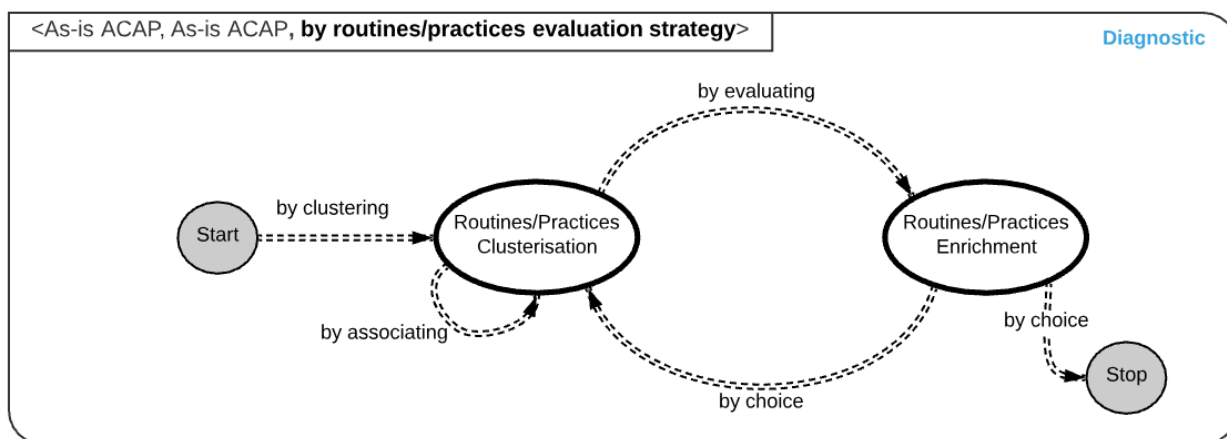 <As-is ACAP, As-is ACAP, by routines/practices evaluation strategy>
Diagnostic
by evaluating
by clustering
Start
Routines/Practices
Clusterisation
Routines/Practices
Enrichment
by associating
by choice
by choice
Stop